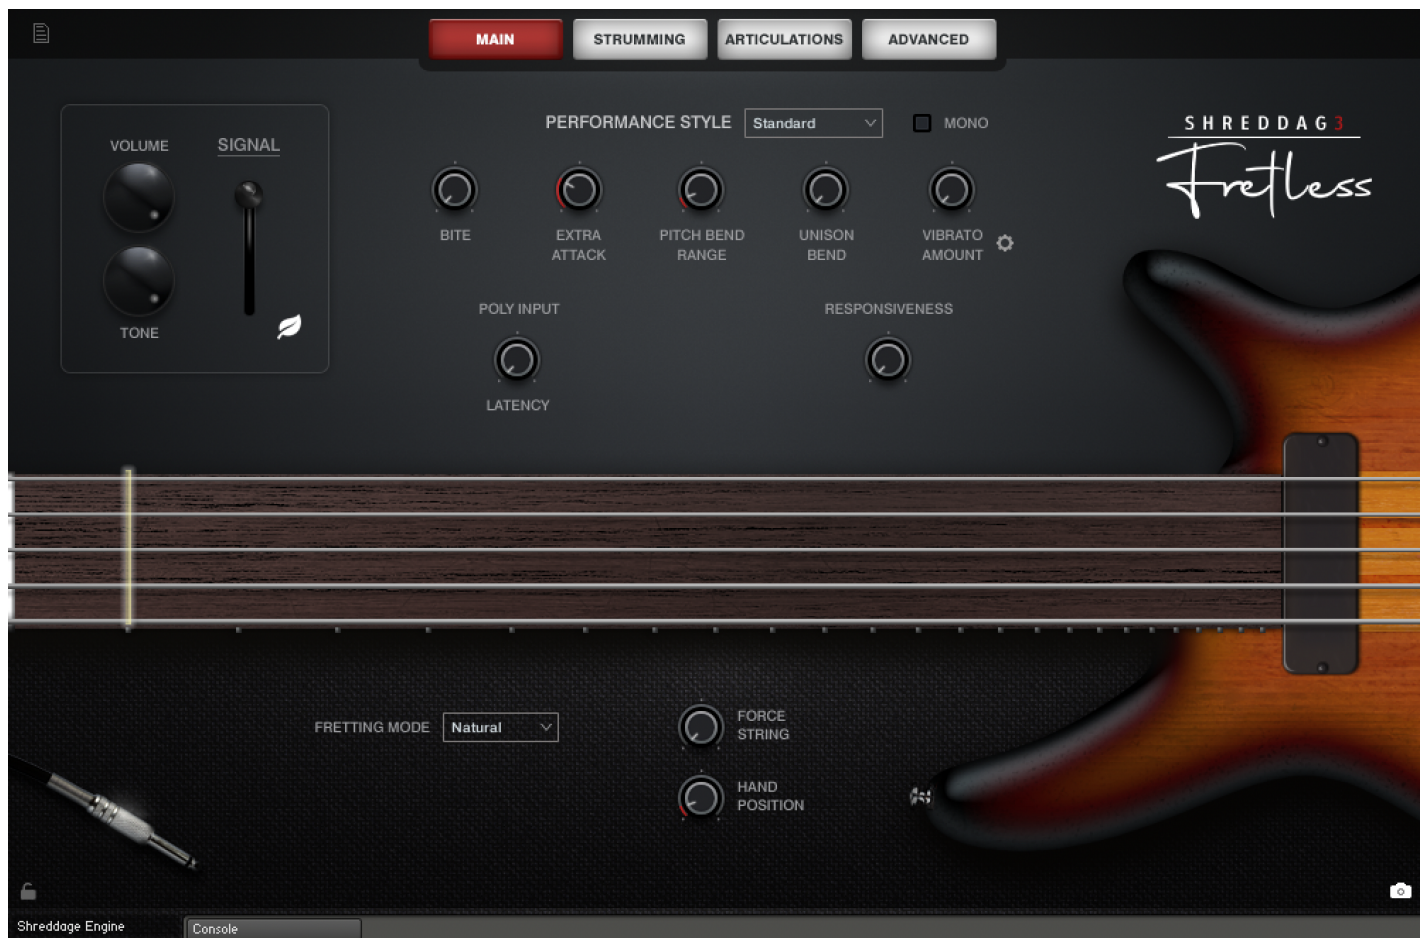 MAIN
STRUMMING
ARTICULATIONS
ADVANCED
PERFORMANCE STYLE
Standard
MONO
VOLUME
SIGNAL
TONE
BITE
EXTRA
ATTACK
PITCH BEND
RANGE
UNISON
BEND
VIBRATO
AMOUNT
SHREDDAG3
Fretless
POLY INPUT
LATENCY
RESPONSIVENESS
FRETTING MODE
Natural
FORCE
STRING
HAND
POSITION
Shreddage Engine
Console